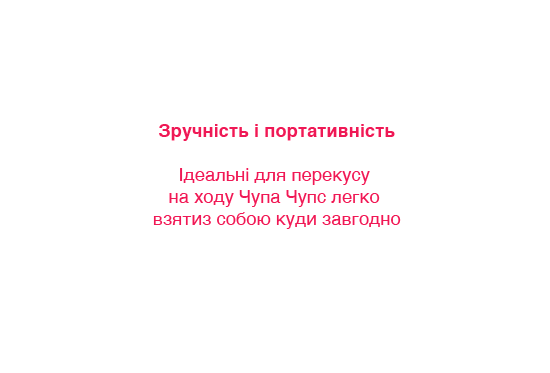 Зручність і портативність
Ідеальні для перекусу
на ходу Чупа Чупс легко
взятиз собою куди завгодно